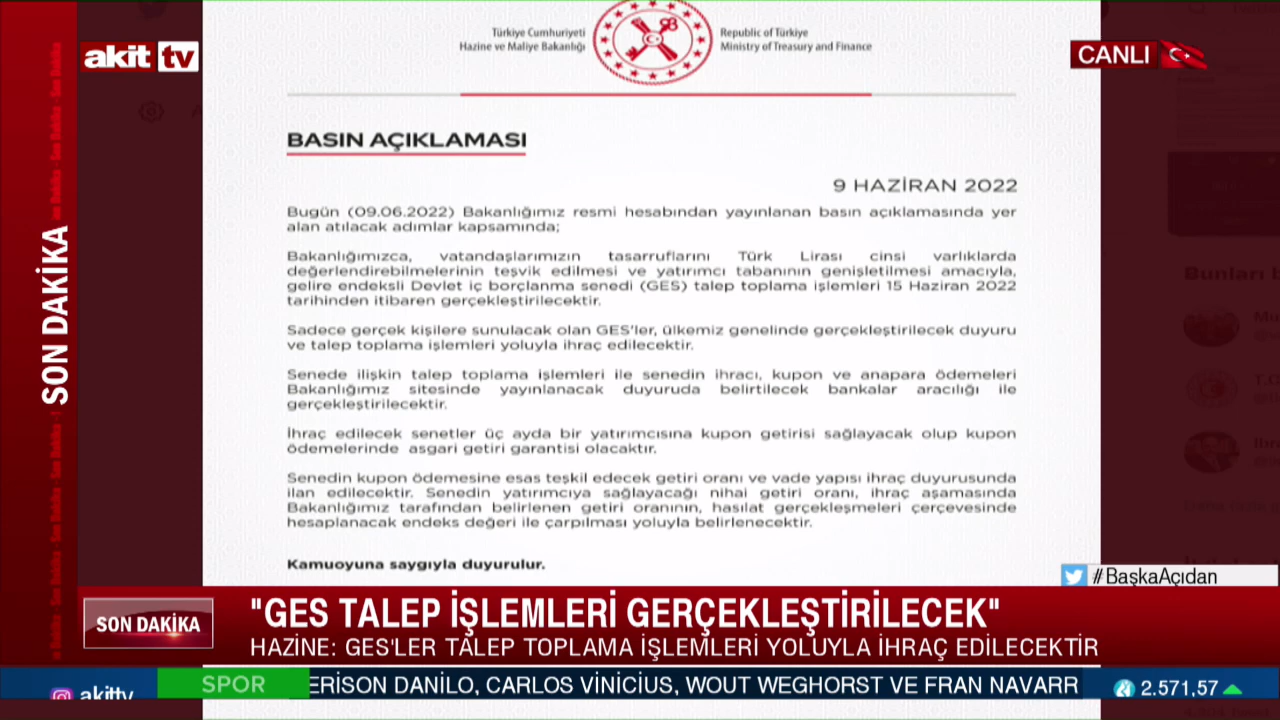 akit tv
CANLI
Türkiye Cumhuriyeti
Hazine ve Maliye Bakanlığı
Republic of Türkiye
Ministry of Treasury and Finance
BASIN AÇIKLAMASI
9 HAZİRAN 2022
Bugün (09.06.2022) Bakanlığımız resmi hesabından yayınlanan basın açıklamasında yer
alan atılacak adımlar kapsamında;
Bakanlığımızca, vatandaşlarımızın tasarruflarını Türk Lirası cinsi varlıklarda
değerlendirebilmelerinin teşvik edilmesi ve yatırımcı tabanının genişletilmesi amacıyla,
gelire endeksli Devlet iç borçlanma senedi (GES) talep toplama işlemleri 15 Haziran 2022
tarihinden itibaren gerçekleştirilecektir.
Sadece gerçek kişilere sunulacak olan GES'ler, ülkemiz genelinde gerçekleştirilecek duyuru
ve talep toplama işlemleri yoluyla ihraç edilecektir.
Senede ilişkin talep toplama işlemleri ile senedin ihracı, kupon ve anapara ödemeleri
Bakanlığımız sitesinde yayınlanacak duyuruda belirtilecek bankalar aracılığı ile
gerçekleştirilecektir.
İhraç edilecek senetler üç ayda bir yatırımcısına kupon getirisi sağlayacak olup kupon
ödemelerinde asgari getiri garantisi olacaktır.
Senedin kupon ödemesine esas teşkil edecek getiri oranı ve vade yapısı ihraç duyurusunda
ilan edilecektir. Senedin yatırımcıya sağlayacağı nihai getiri oranı, ihraç aşamasında
Bakanlığımız tarafından belirlenen getiri oranının, hasılat gerçekleşmeleri çerçevesinde
hesaplanacak endeks değeri ile çarpılması yoluyla belirlenecektir.
Kamuoyuna saygıyla duyurulur.
SON DAKİKA
Bunları
#BaşkaAçıdan
SON DAKİKA
"GES TALEP İŞLEMLERİ GERÇEKLEŞTİRİLECEK"
HAZİNE: GES'LER TALEP TOPLAMA İŞLEMLERİ YOLUYLA İHRAÇ EDİLECEKTİR
akittv
SPOR
ERİSON DANİLO, CARLOS VİNİCİUS, WOUT WEGHORST VE FRAN NAVARR
2.571,57